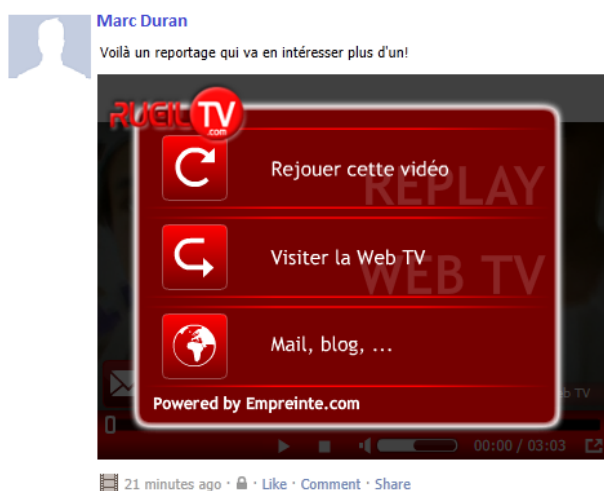 Marc Duran
Voilà un reportage qui va en intéresser plus d'un!
RUEIL TV
.com
Rejouer cette vidéo
REPLAY
Visiter la Web TV
WEB TV
Mail, blog, ...
b TV
Powered by Empreinte.com
00:00 / 03:03
21 minutes ago · Like · Comment · Share